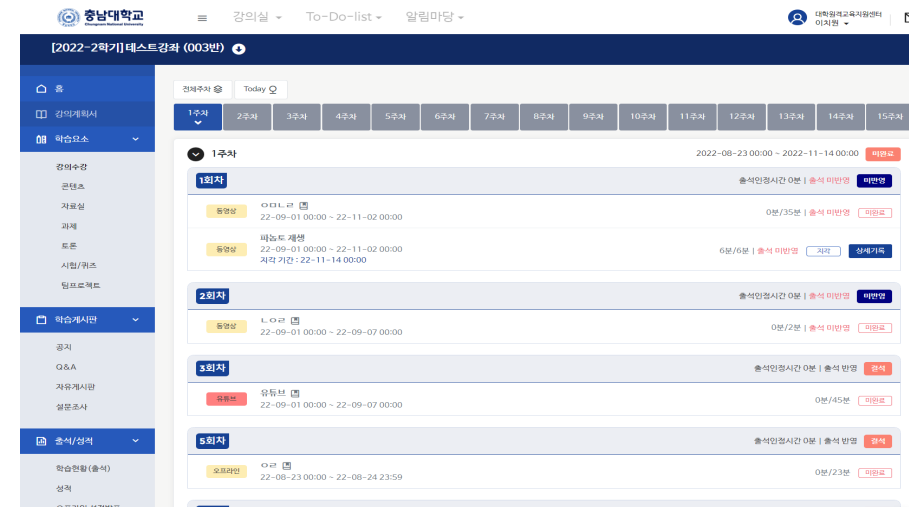 충남대학교
Chungnam National University
강의실
To-Do-list
알림마당
대학원격교육지원센터
이차원
[2022-2학기] 테스트강좌 (003반)
홈
강의계획서
학습요소
강의수강
콘텐츠
자료실
과제
토론
시험/퀴즈
팀프로젝트
학습게시판
공지
Q&A
자유게시판
설문조사
출석/성적
학습현황(출석)
성적
전체주차
Today
1주차
2주차
3주차
4주차
5주차
6주차
7주차
8주차
9주차
10주차
11주차
12주차
13주차
14주차
15주차
1주차
2022-08-23 00:00 ~ 2022-11-14 00:00 미완료
1회차
출석인정시간 0분 | 출석 미반영 미반영
동영상
ㅇㅁㄴㄹ
22-09-01 00:00 ~ 22-11-02 00:00
0분/35분 | 출석 미반영 미완료
동영상
파놉토 재생
22-09-01 00:00 ~ 22-11-02 00:00
지각 기간 : 22-11-14 00:00
6분/6분 | 출석 미반영 지각 상세기록
2회차
출석인정시간 0분 | 출석 미반영 미반영
동영상
ㄴㅇㄹ
22-09-01 00:00 ~ 22-09-07 00:00
0분/2분 | 출석 미반영 미완료
3회차
출석인정시간 0분 | 출석 반영 결석
유튜브
유튜브
22-09-01 00:00 ~ 22-09-07 00:00
0분/45분 미완료
5회차
출석인정시간 0분 | 출석 반영 결석
오프라인
ㅇㄹ
22-08-23 00:00 ~ 22-08-24 23:59
0분/23분 미완료